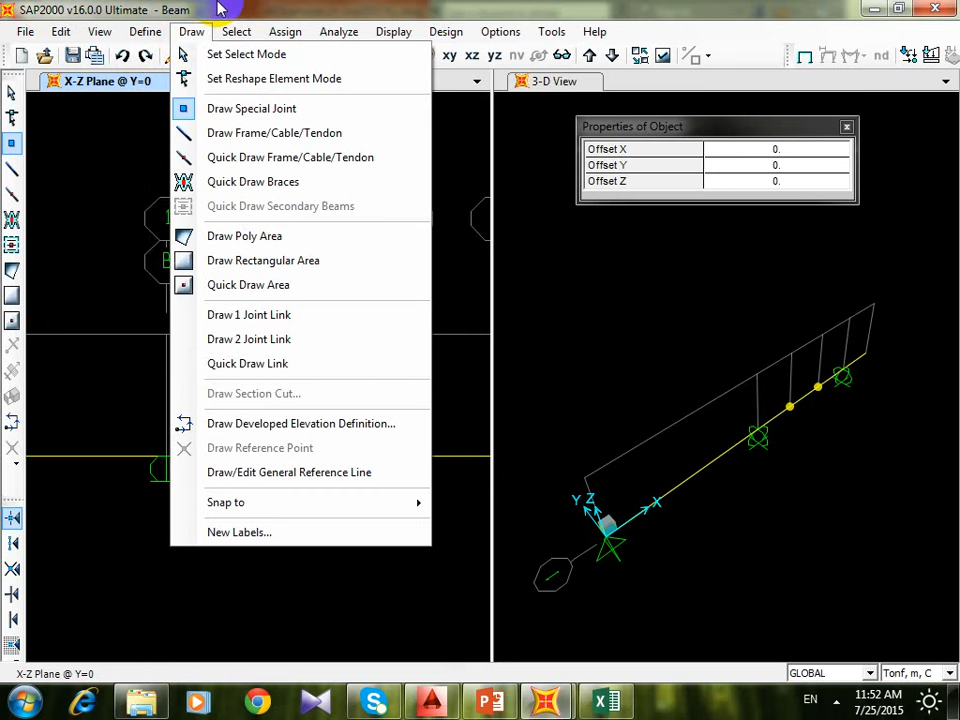 SAP2000 v16.0.0 Ultimate - Beam
File Edit View Define Draw Select Assign Analyze Display Design Options Tools Help
xy xz yz nv
X-Z Plane @ Y=0
3-D View
Set Select Mode
Set Reshape Element Mode
Draw Special Joint
Draw Frame/Cable/Tendon
Quick Draw Frame/Cable/Tendon
Quick Draw Braces
Quick Draw Secondary Beams
Draw Poly Area
Draw Rectangular Area
Quick Draw Area
Draw 1 Joint Link
Draw 2 Joint Link
Quick Draw Link
Draw Section Cut...
Draw Developed Elevation Definition...
Draw Reference Point
Draw/Edit General Reference Line
Snap to
New Labels...
Properties of Object
Offset X 0.
Offset Y 0.
Offset Z 0.
Y Z X
X-Z Plane @ Y=0
GLOBAL
Tonf, m, C
EN
11:52 AM
7/25/2015